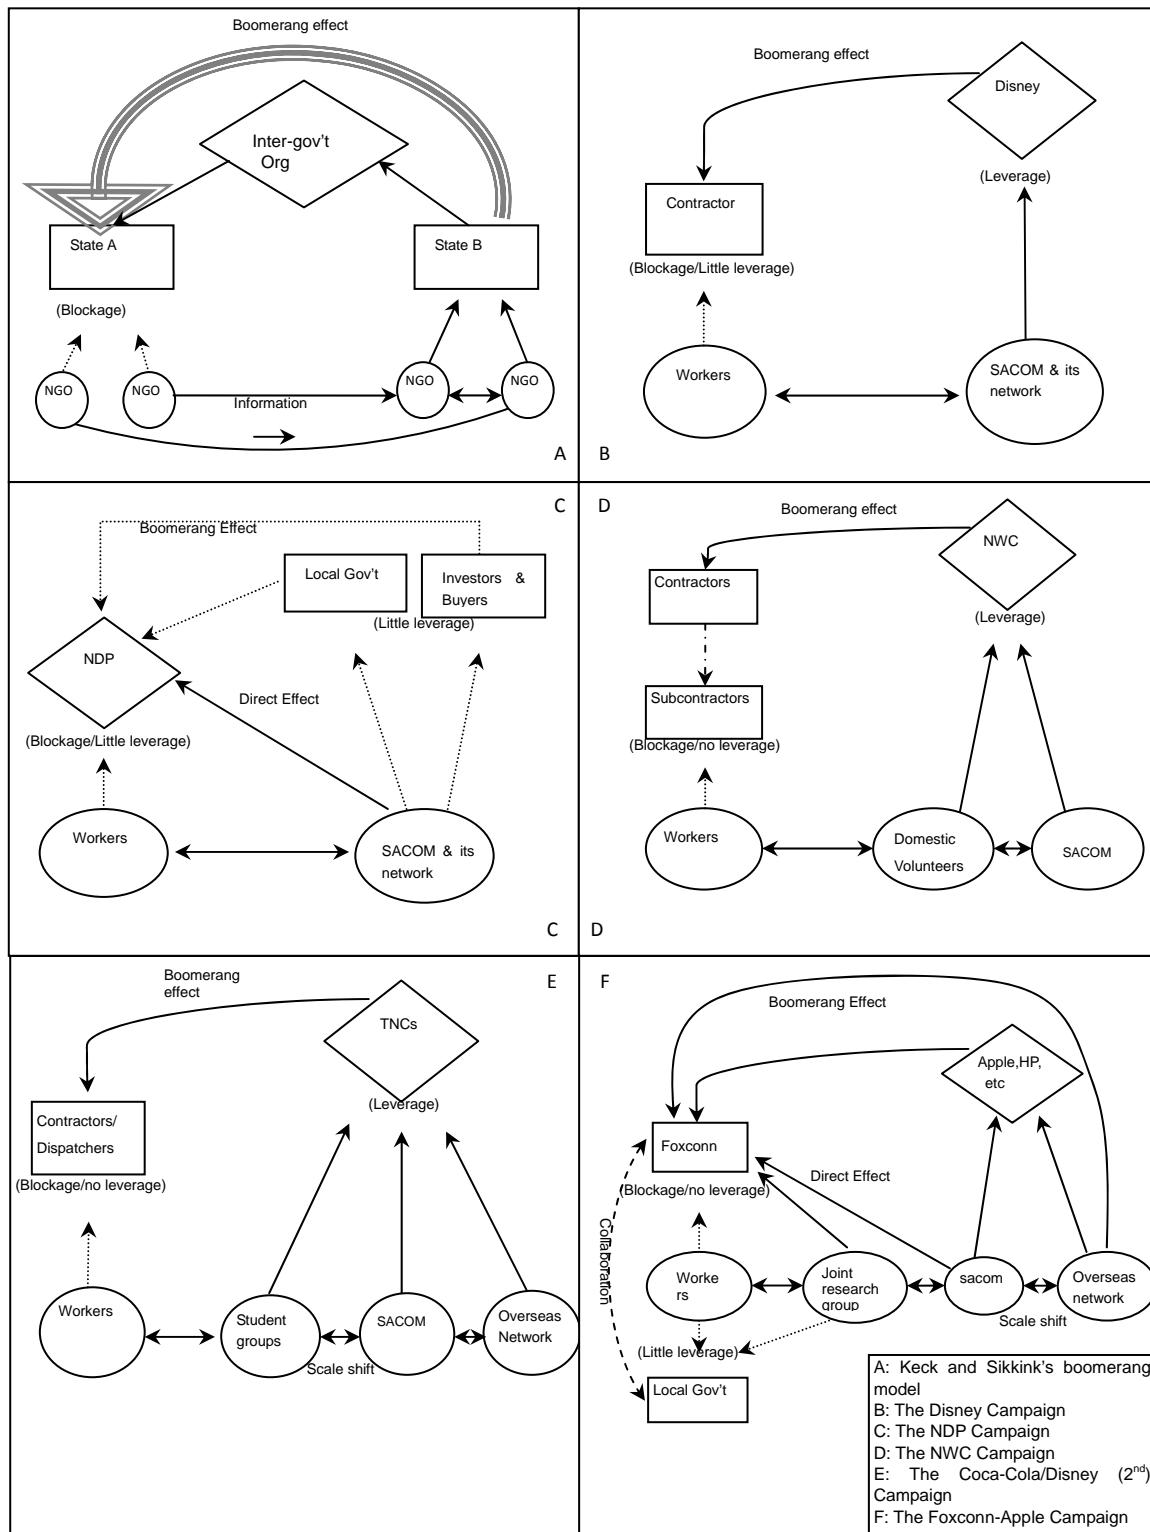 Boomerang effect
Inter-gov't
Org
State A
State B
(Blockage)
NGO
NGO
NGO
NGO
Information
A
Boomerang effect
Disney
(Leverage)
Contractor
(Blockage/Little leverage)
Workers
SACOM & its
network
B
C
Boomerang Effect
Local Gov't
Investors &
Buyers
(Little leverage)
NDP
Direct Effect
(Blockage/Little leverage)
Workers
SACOM & its
network
C
D
Boomerang effect
NWC
Contractors
(Leverage)
Subcontractors
(Blockage/no leverage)
Workers
Domestic
Volunteers
SACOM
D
Boomerang
effect
E
TNCs
(Leverage)
Contractors/
Dispatchers
(Blockage/no leverage)
Workers
Student
groups
SACOM
Overseas
Network
Scale shift
F
Boomerang Effect
Apple,HP,
etc
Foxconn
Direct Effect
(Blockage/no leverage)
Collaboration
Worke
rs
Joint
research
group
sacom
Overseas
network
Scale shift
(Little leverage)
Local Gov't
A: Keck and Sikkink's boomerang
model
B: The Disney Campaign
C: The NDP Campaign
D: The NWC Campaign
E: The Coca-Cola/Disney (2nd)
Campaign
F: The Foxconn-Apple Campaign